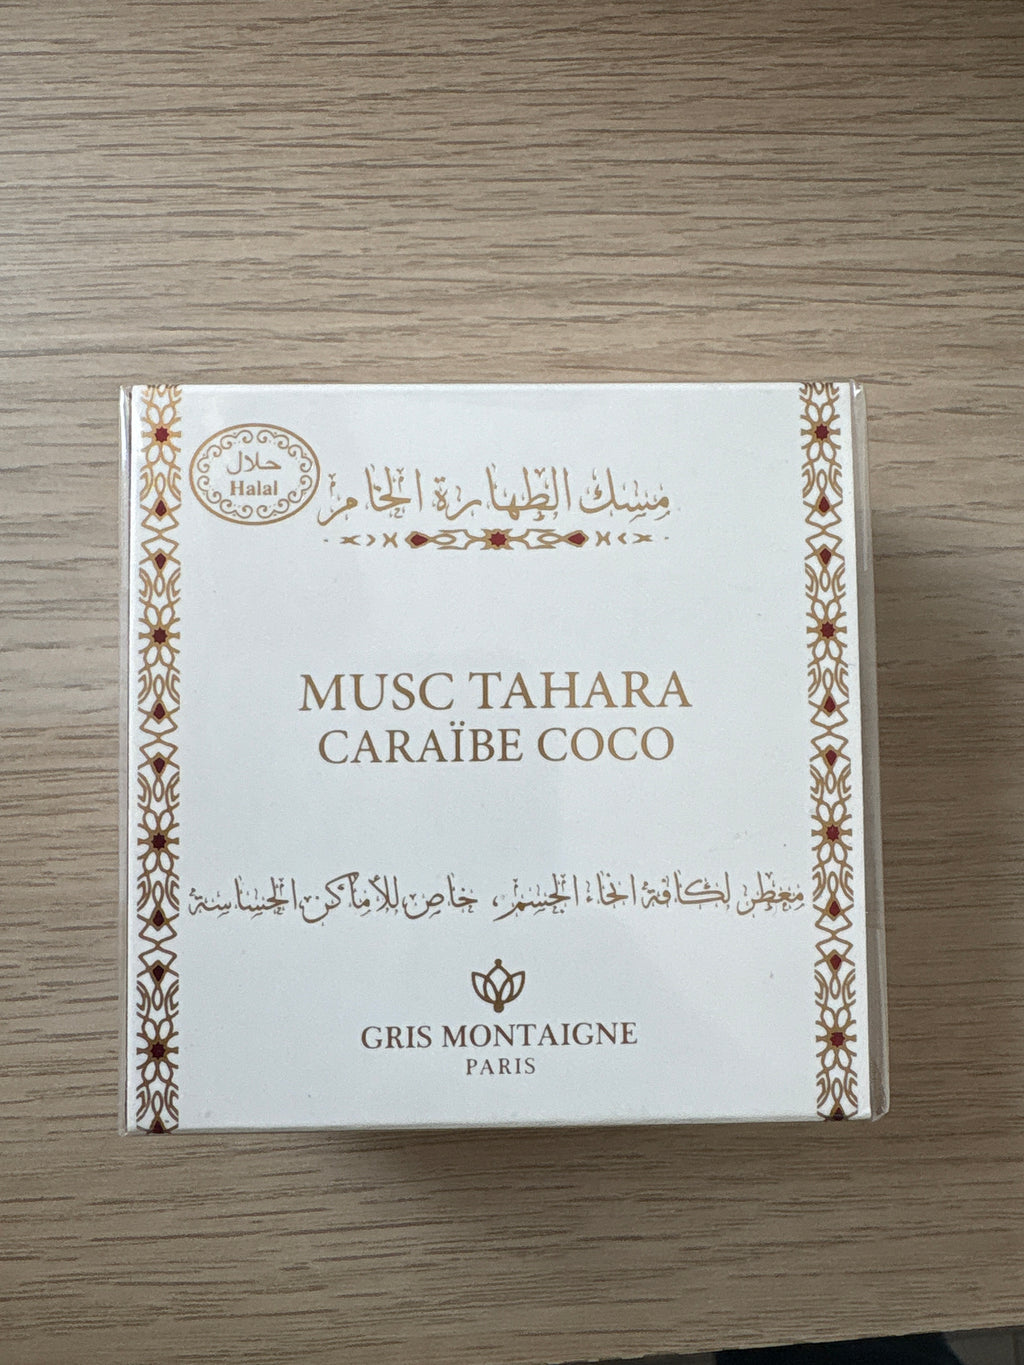 حلال
Halal
مسك الطهارة الخام
MUSC TAHARA
CARAÏBE COCO
معطر لكافة انحاء الجسم، خاص للأماكن الحساسة
GRIS MONTAIGNE
PARIS